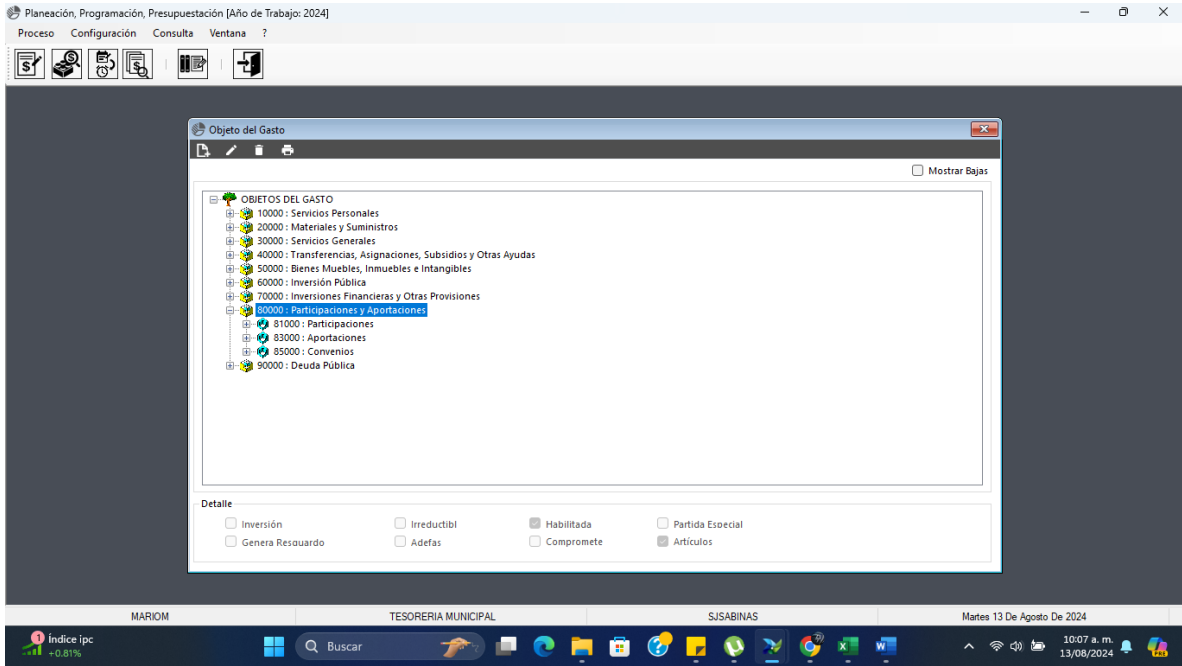 Planeación, Programación, Presupuestación [Año de Trabajo: 2024]
Proceso Configuración Consulta Ventana ?
Objeto del Gasto
Mostrar Bajas
OBJETOS DEL GASTO
10000 : Servicios Personales
20000 : Materiales y Suministros
30000 : Servicios Generales
40000 : Transferencias, Asignaciones, Subsidios y Otras Ayudas
50000 : Bienes Muebles, Inmuebles e Intangibles
60000 : Inversión Pública
70000 : Inversiones Financieras y Otras Provisiones
80000 : Participaciones y Aportaciones
81000 : Participaciones
83000 : Aportaciones
85000 : Convenios
90000 : Deuda Pública
Detalle
Inversión Irreductibl Habilitada Partida Especial
Genera Resguardo Adefas Compromete Artículos
MARIOM TESORERIA MUNICIPAL SJSABINAS Martes 13 De Agosto De 2024
1 Índice ipc
+0.81%
Buscar
10:07 a. m.
13/08/2024
PRE